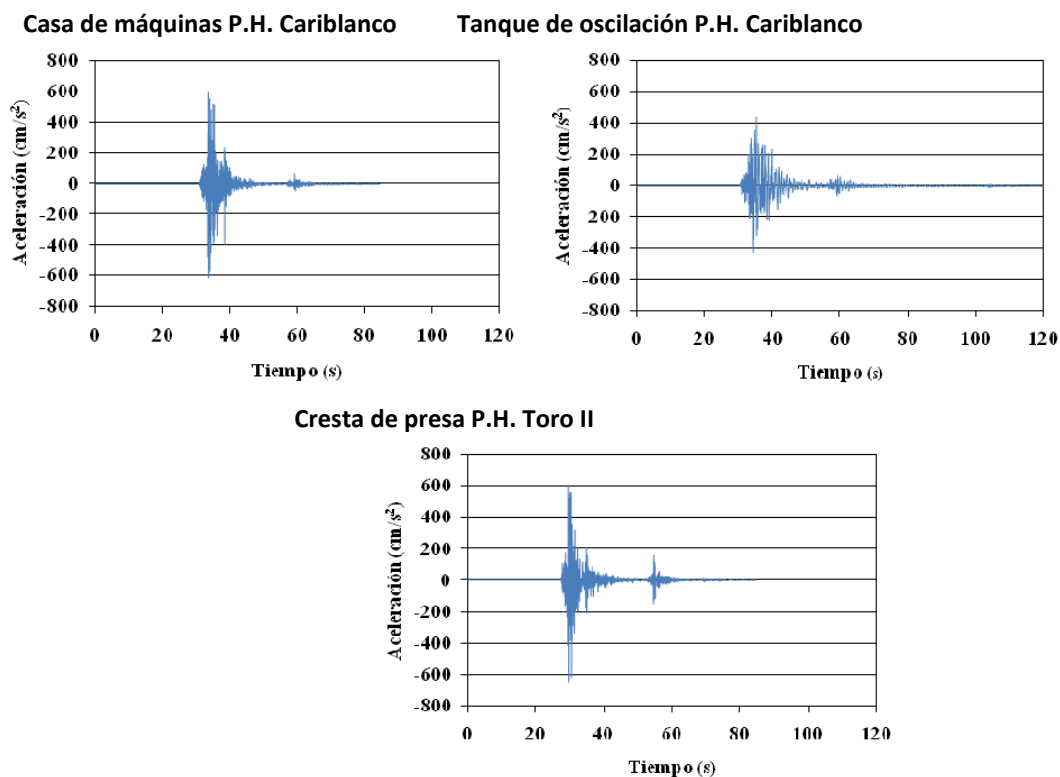 Casa de máquinas P.H. Cariblanco
Tanque de oscilación P.H. Cariblanco
800
600
400
200
0
-200
-400
-600
-800
Aceleración (cm/s²)
0 20 40 60 80 100 120
Tiempo (s)
800
600
400
200
0
-200
-400
-600
-800
Aceleración (cm/s²)
0 20 40 60 80 100 120
Tiempo (s)
Cresta de presa P.H. Toro II
800
600
400
200
0
-200
-400
-600
-800
Aceleración (cm/s²)
0 20 40 60 80 100 120
Tiempo (s)